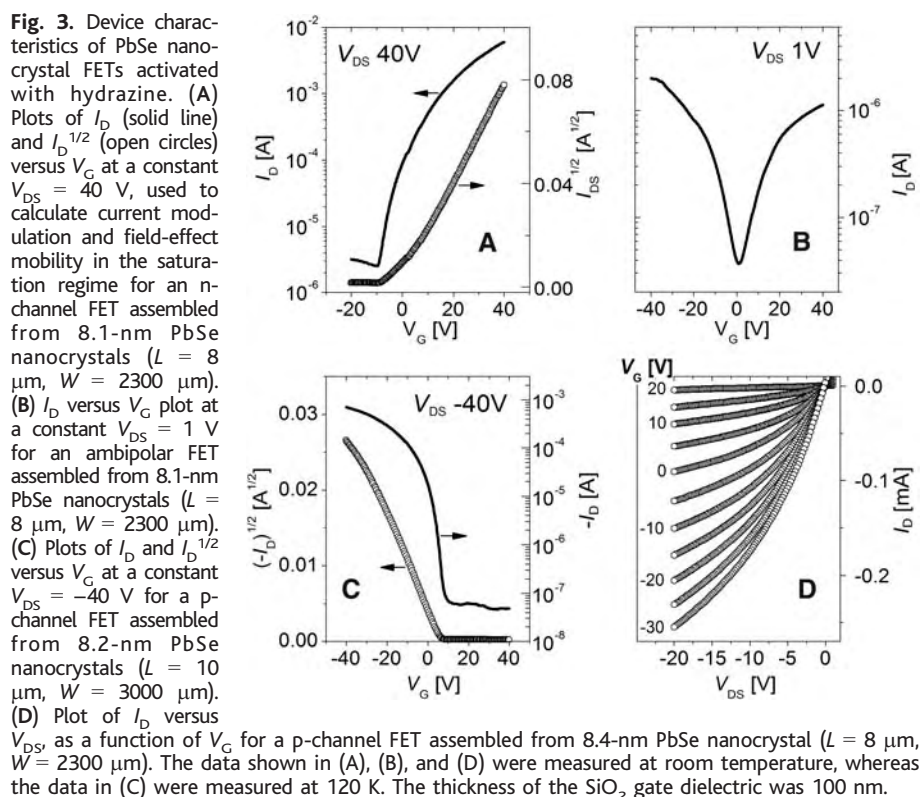 Fig. 3. Device charac-
teristics of PbSe nano-
crystal FETs activated
with hydrazine. (A)
Plots of I_D (solid line)
and I_D^1/2 (open circles)
versus V_G at a constant
V_DS = 40 V, used to
calculate current mod-
ulation and field-effect
mobility in the satura-
tion regime for an n-
channel FET assembled
from 8.1-nm PbSe
nanocrystals (L = 8
μm, W = 2300 μm).
(B) I_D versus V_G plot at
a constant V_DS = 1 V
for an ambipolar FET
assembled from 8.1-nm
PbSe nanocrystals (L =
8 μm, W = 2300 μm).
(C) Plots of I_D and I_D^1/2
versus V_G at a constant
V_DS = −40 V for a p-
channel FET assembled
from 8.2-nm PbSe
nanocrystals (L = 10
μm, W = 3000 μm).
(D) Plot of I_D versus
V_DS, as a function of V_G for a p-channel FET assembled from 8.4-nm PbSe nanocrystal (L = 8 μm,
W = 2300 μm). The data shown in (A), (B), and (D) were measured at room temperature, whereas
the data in (C) were measured at 120 K. The thickness of the SiO2 gate dielectric was 100 nm.
V_DS 40V
A
I_D [A]
10^-2
10^-3
10^-4
10^-5
10^-6
I_DS^1/2 [A^1/2]
0.08
0.04
0.00
-20 0 20 40
V_G [V]
V_DS 1V
B
I_D [A]
10^-6
10^-7
-40 -20 0 20 40
V_G [V]
V_DS -40V
C
(-I_D)^1/2 [A^1/2]
0.03
0.02
0.01
0.00
-I_D [A]
10^-3
10^-4
10^-5
10^-6
10^-7
10^-8
-40 -20 0 20 40
V_G [V]
V_G [V]
20
10
0
-10
-20
-30
D
I_D [mA]
0.0
-0.1
-0.2
-20 -15 -10 -5 0
V_DS [V]